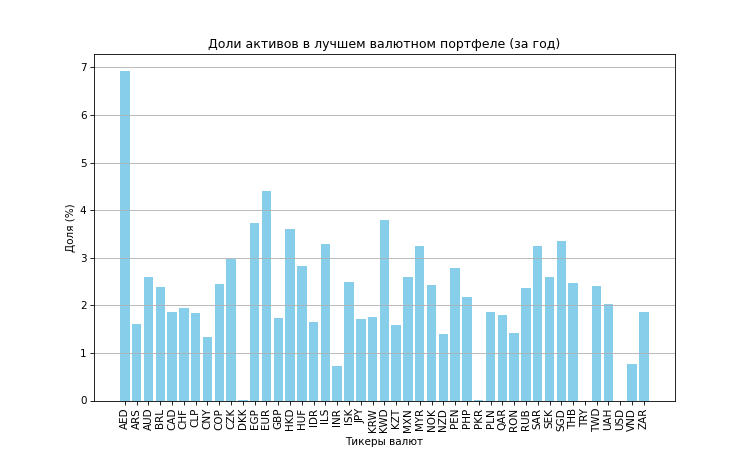 Доли активов в лучшем валютном портфеле (за год)
7
6
5
4
3
2
1
0
Доля (%)
AED ARS AUD BRL CAD CHF CLP CNY COP CZK DKK EGP EUR GBP HKD HUF IDR ILS INR ISK JPY KRW KWD KZT MXN MYR NOK NZD PEN PHP PKR PLN QAR RON RUB SAR SEK SGD THB TRY TWD UAH USD VND ZAR
Тикеры валют